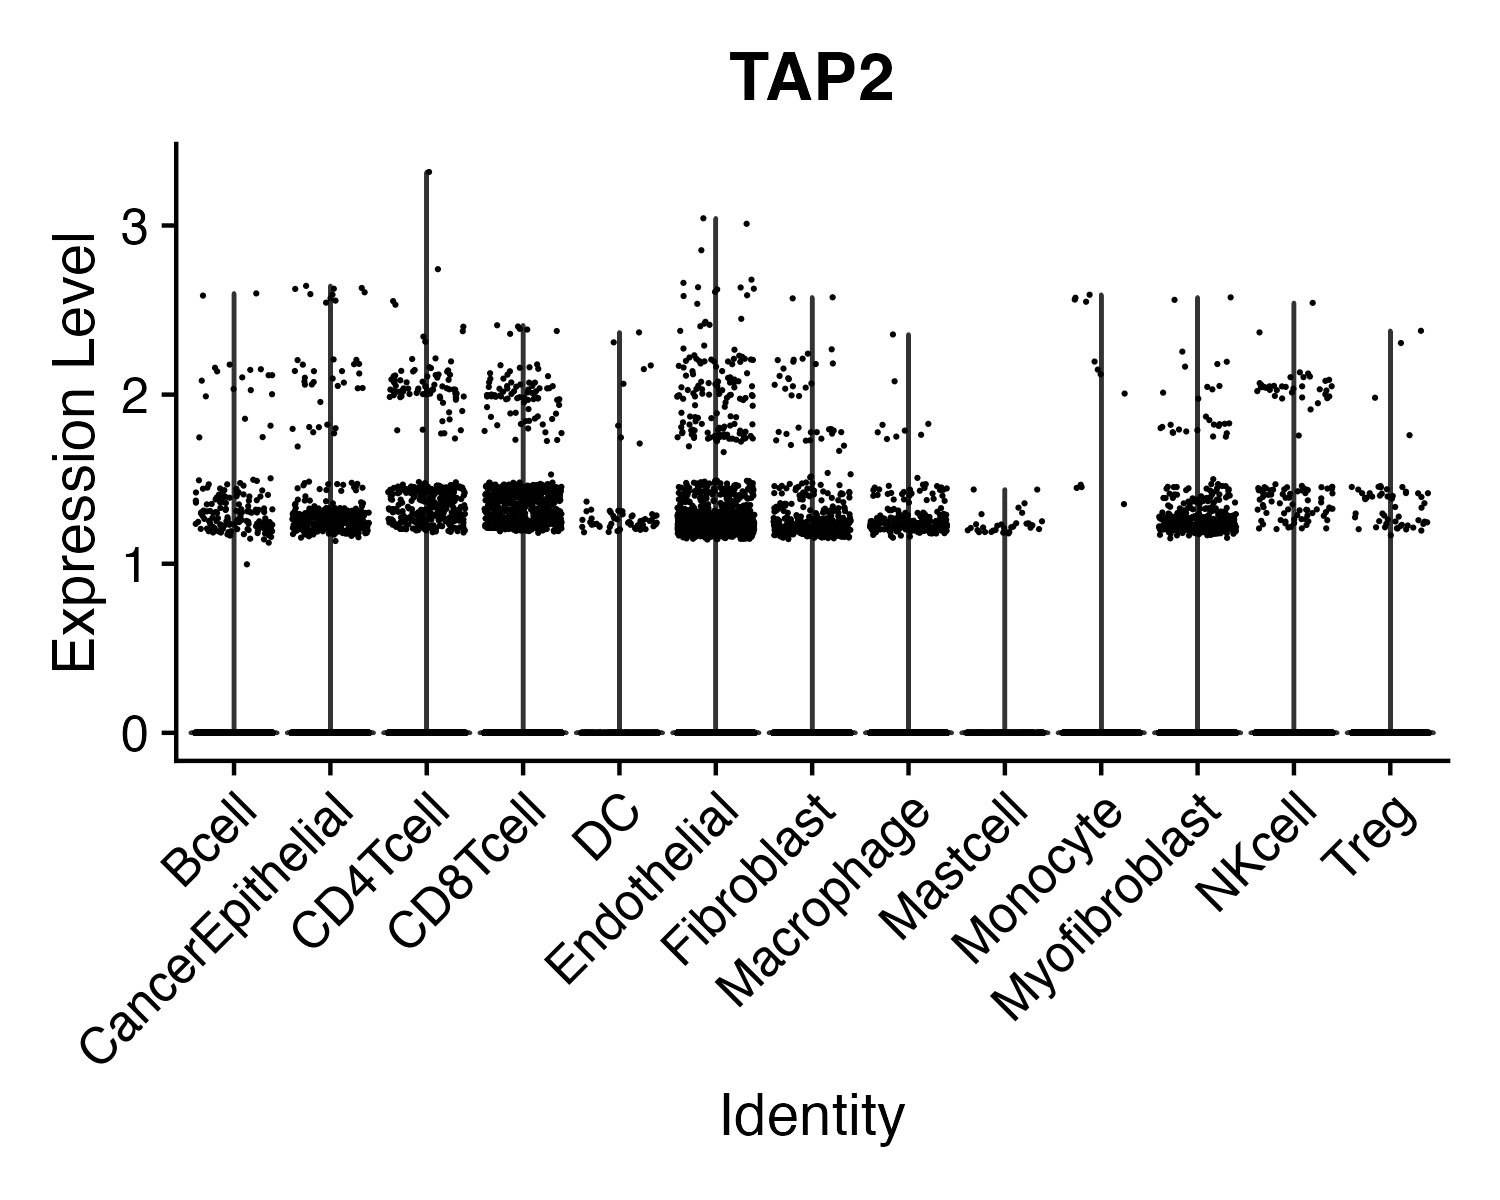 TAP2
Expression Level
3
2
1
0
Bcell
CancerEpithelial
CD4Tcell
CD8Tcell
DC
Endothelial
Fibroblast
Macrophage
Mastcell
Monocyte
Myofibroblast
NKcell
Treg
Identity